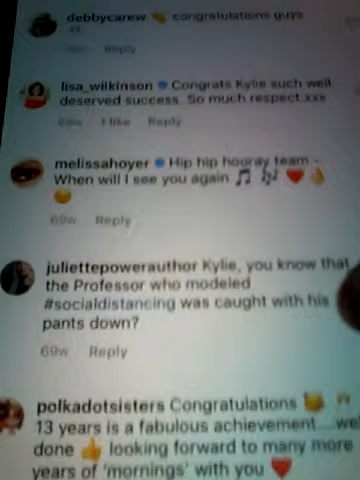 debbycarew 👏 congratulations guys
Reply
lisa_wilkinson Congrats Kylie such well
deserved success. So much respect xxx
69w 1 like Reply
melissahoyer Hip hip hooray team -
When will I see you again 🎵 🎶 ❤️ 👌
😊
69w Reply
juliettepowerauthor Kylie, you know that
the Professor who modeled
#socialdistancing was caught with his
pants down?
69w Reply
polkadotsisters Congratulations
13 years is a fabulous achievement
done 👍 looking forward to many more
years of 'mornings' with you ❤️